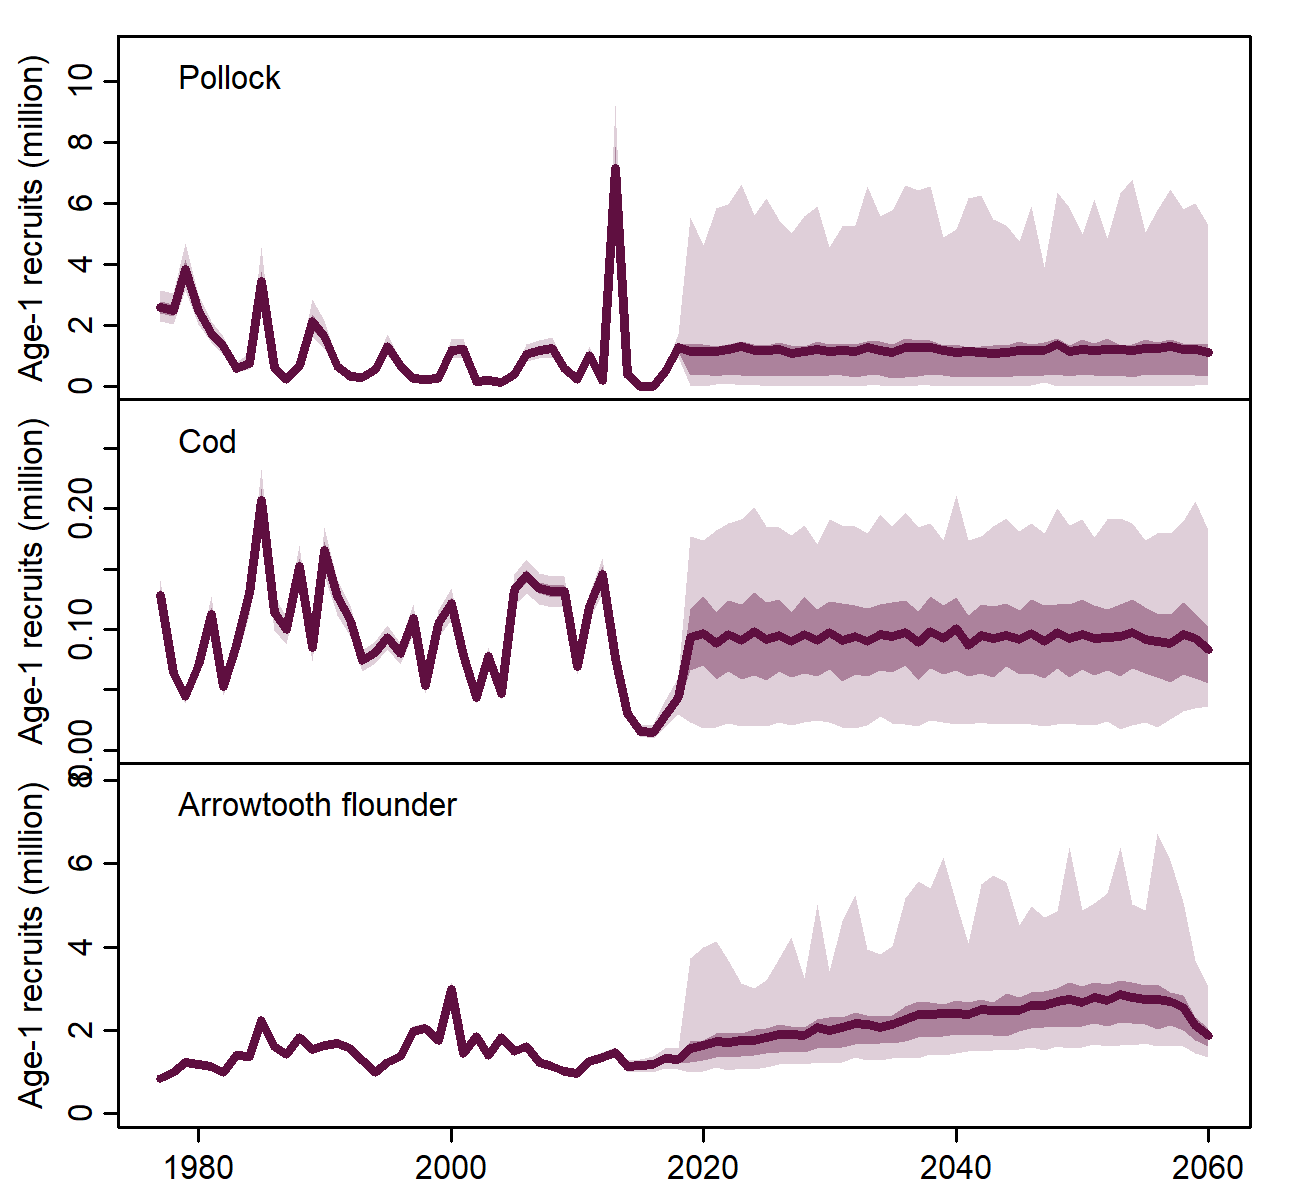 Pollock
Age-1 recruits (million)
10
8
6
4
2
0
Cod
Age-1 recruits (million)
0.20
0.10
0.00
Arrowtooth flounder
Age-1 recruits (million)
8
6
4
2
0
1980 2000 2020 2040 2060